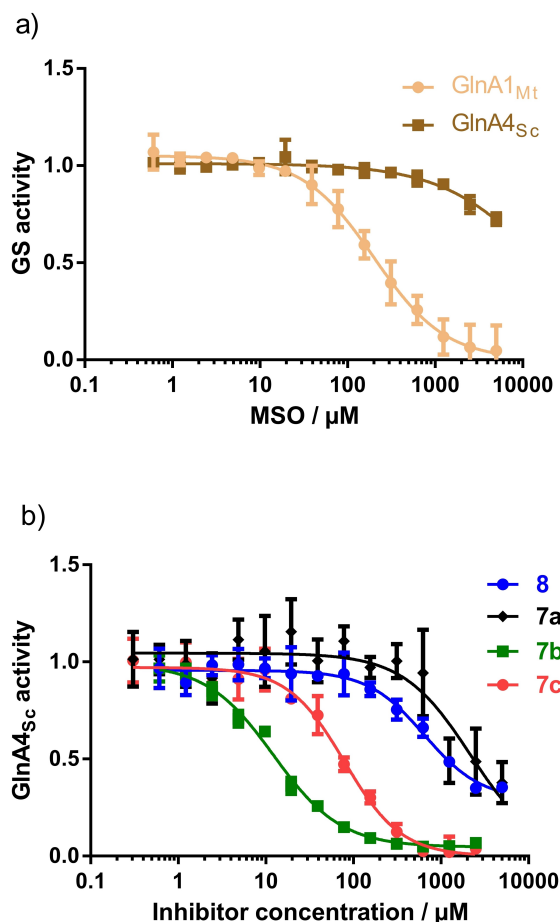 a)
1.5
1.0
0.5
0.0
GS activity
GlnA1Mt
GlnA4Sc
0.1 1 10 100 1000 10000
MSO / µM
b)
1.5
1.0
0.5
0.0
GlnA4Sc activity
8
7a
7b
7c
0.1 1 10 100 1000 10000
Inhibitor concentration / µM